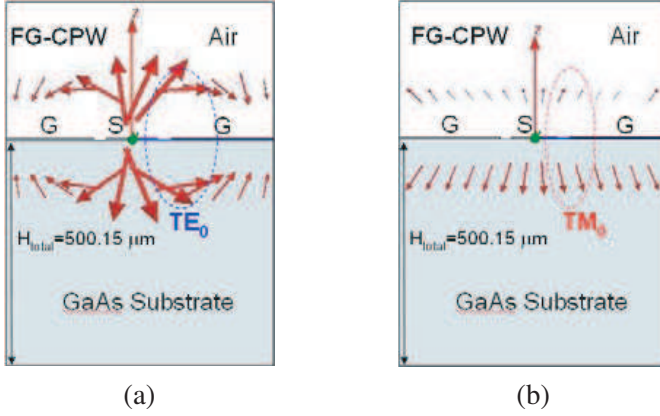 FG-CPW Air
Z
G S G
TE0
Htotal=500.15 μm
GaAs Substrate
(a)
FG-CPW Air
Z
G S G
TM0
Htotal=500.15 μm
GaAs Substrate
(b)